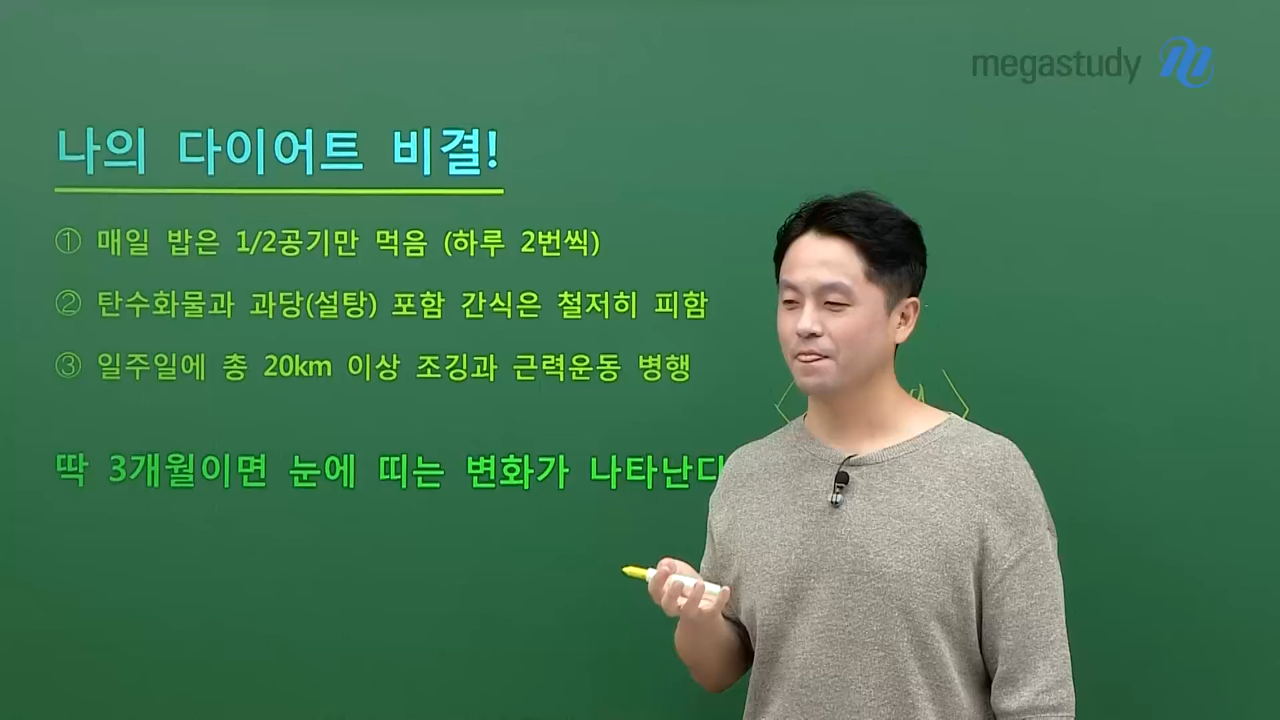 megastudy
나의 다이어트 비결!
① 매일 밥은 1/2공기만 먹음 (하루 2번씩)
② 탄수화물과 과당(설탕) 포함 간식은 철저히 피함
③ 일주일에 총 20km 이상 조깅과 근력운동 병행
딱 3개월이면 눈에 띠는 변화가 나타난다